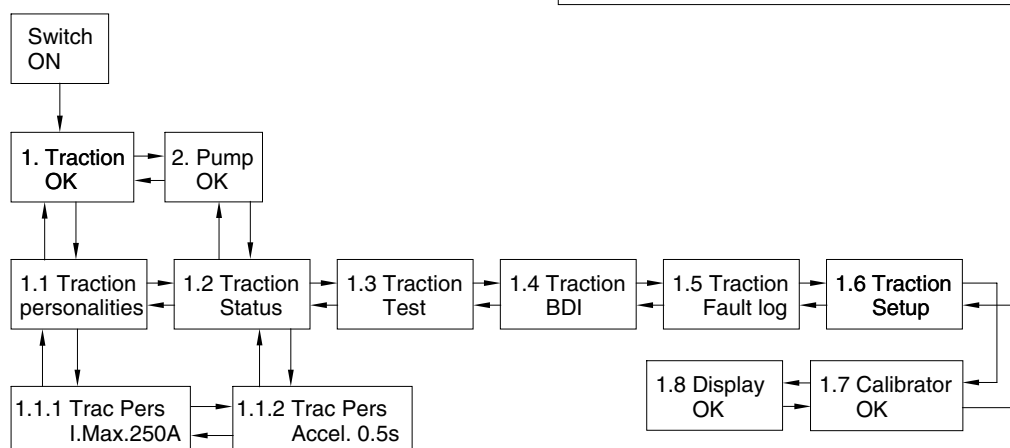 Switch
ON
1. Traction
OK
2. Pump
OK
1.1 Traction
personalities
1.2 Traction
Status
1.3 Traction
Test
1.4 Traction
BDI
1.5 Traction
Fault log
1.6 Traction
Setup
1.8 Display
OK
1.7 Calibrator
OK
1.1.1 Trac Pers
I.Max.250A
1.1.2 Trac Pers
Accel. 0.5s